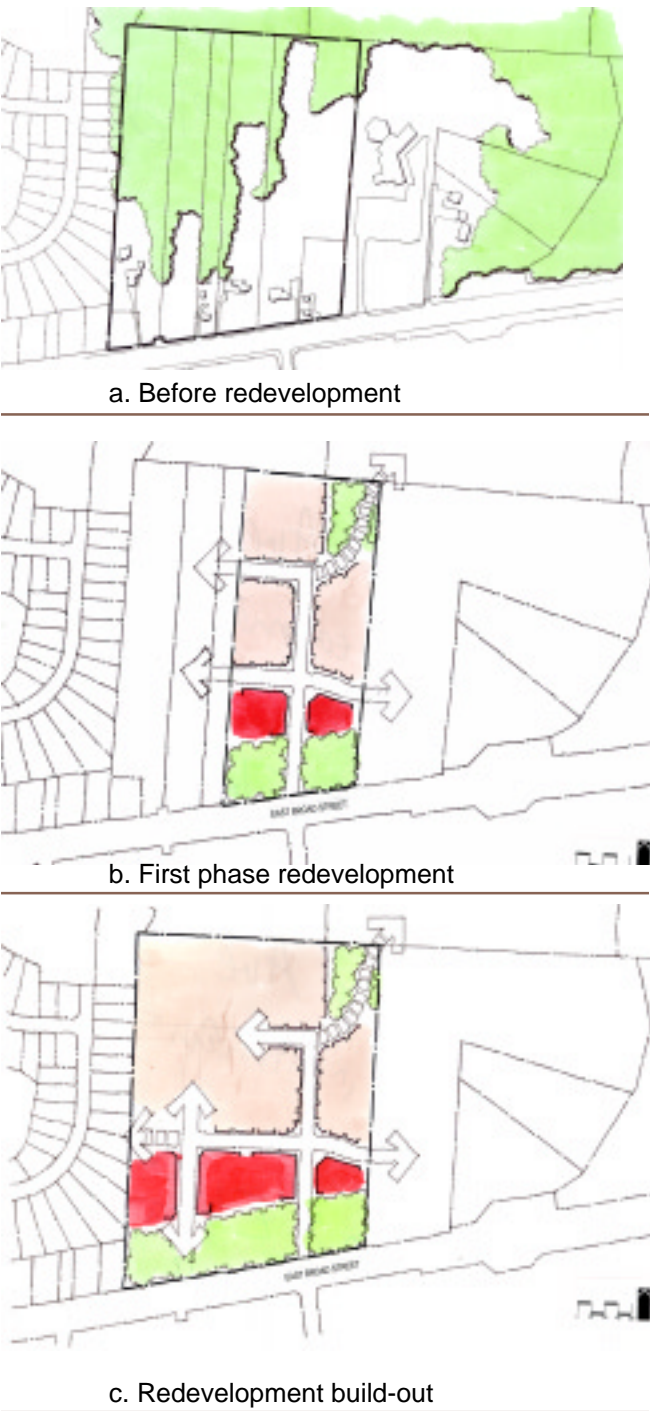 a. Before redevelopment
EAST BROAD STREET
b. First phase redevelopment
EAST BROAD STREET
c. Redevelopment build-out